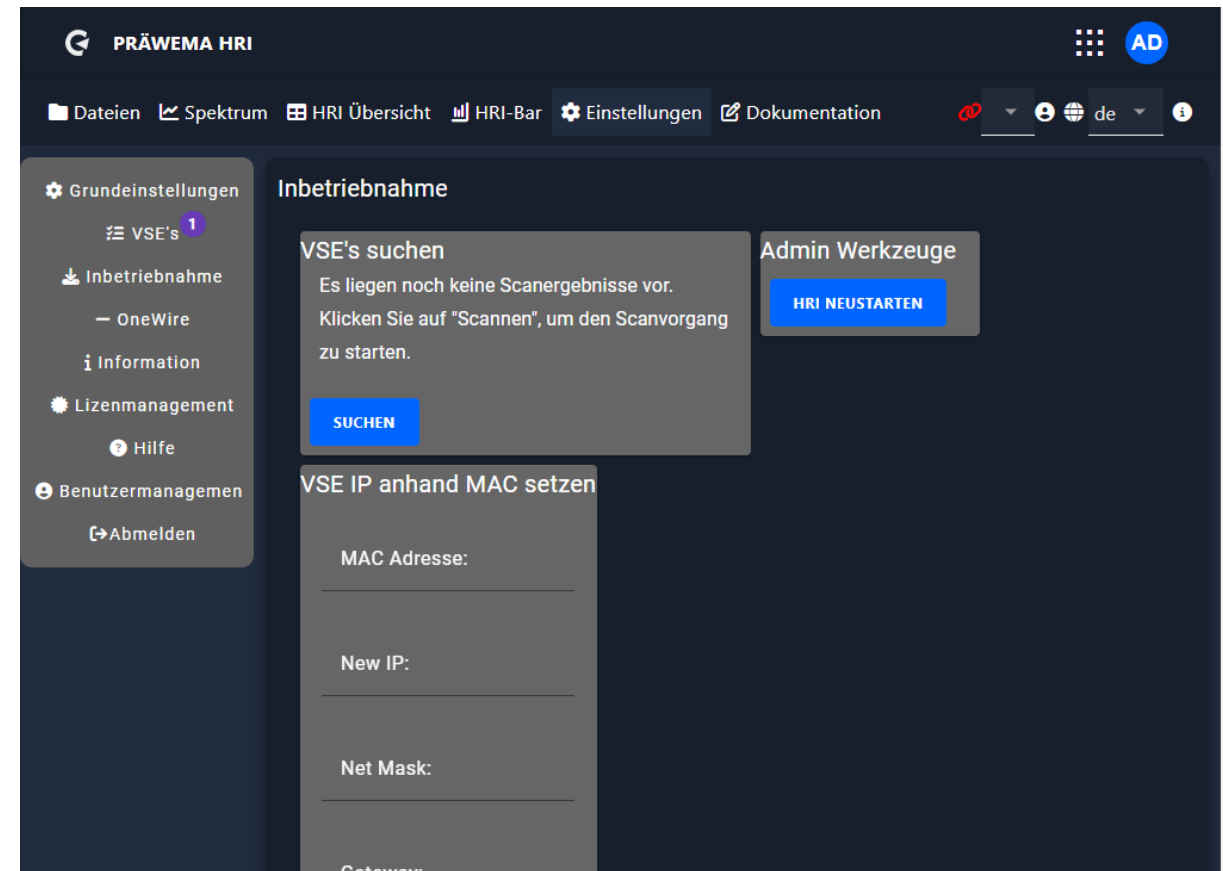 PRÄWEMA HRI
AD
Dateien Spektrum HRI Übersicht HRI-Bar Einstellungen Dokumentation de
Grundeinstellungen
VSE's 1
Inbetriebnahme
OneWire
Information
Lizenmanagement
Hilfe
Benutzermanagemen
Abmelden
Inbetriebnahme
VSE's suchen
Es liegen noch keine Scanergebnisse vor.
Klicken Sie auf "Scannen", um den Scanvorgang
zu starten.
SUCHEN
Admin Werkzeuge
HRI NEUSTARTEN
VSE IP anhand MAC setzen
MAC Adresse:
New IP:
Net Mask:
Gateway: